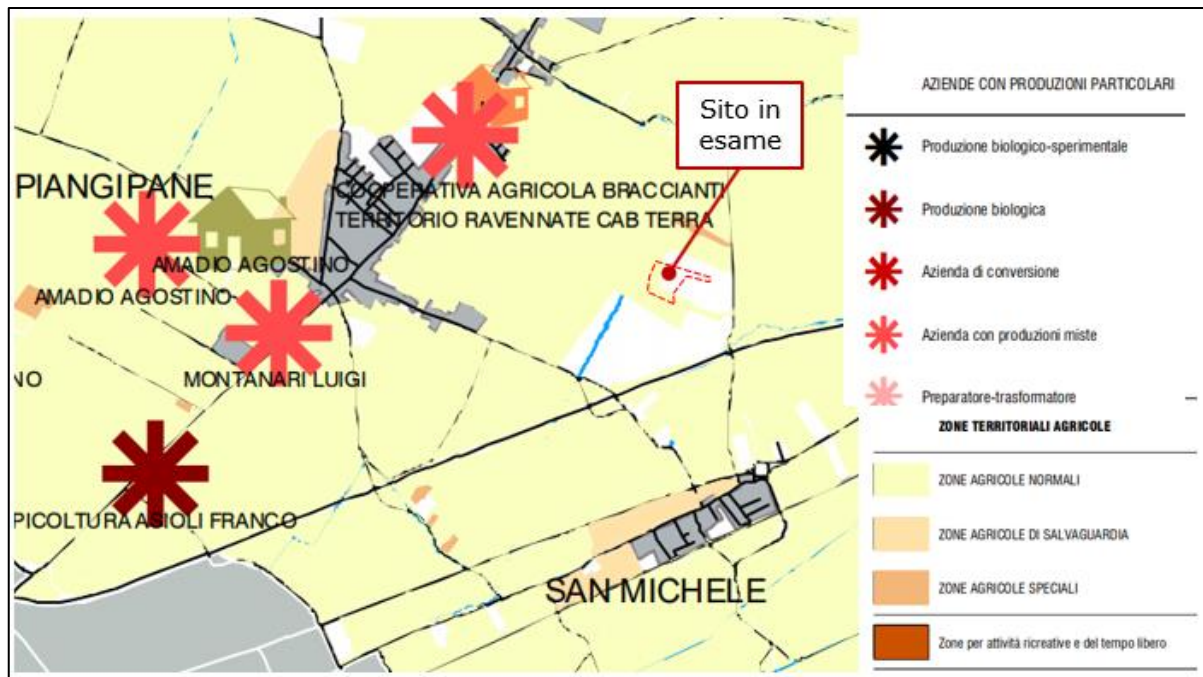 Sito in
esame
PIANGIPANE
COOPERATIVA AGRICOLA BRACCIANTI
TERRITORIO RAVENNATE CAB TERRA
AMADIO AGOSTINO
AMADIO AGOSTINO
NO
MONTANARI LUIGI
PICOLTURA ASIOLI FRANCO
SAN MICHELE
AZIENDE CON PRODUZIONI PARTICOLARI
Produzione biologico-sperimentale
Produzione biologica
Azienda di conversione
Azienda con produzioni miste
Preparatore-trasformatore
ZONE TERRITORIALI AGRICOLE
ZONE AGRICOLE NORMALI
ZONE AGRICOLE DI SALVAGUARDIA
ZONE AGRICOLE SPECIALI
Zone per attività ricreative e del tempo libero